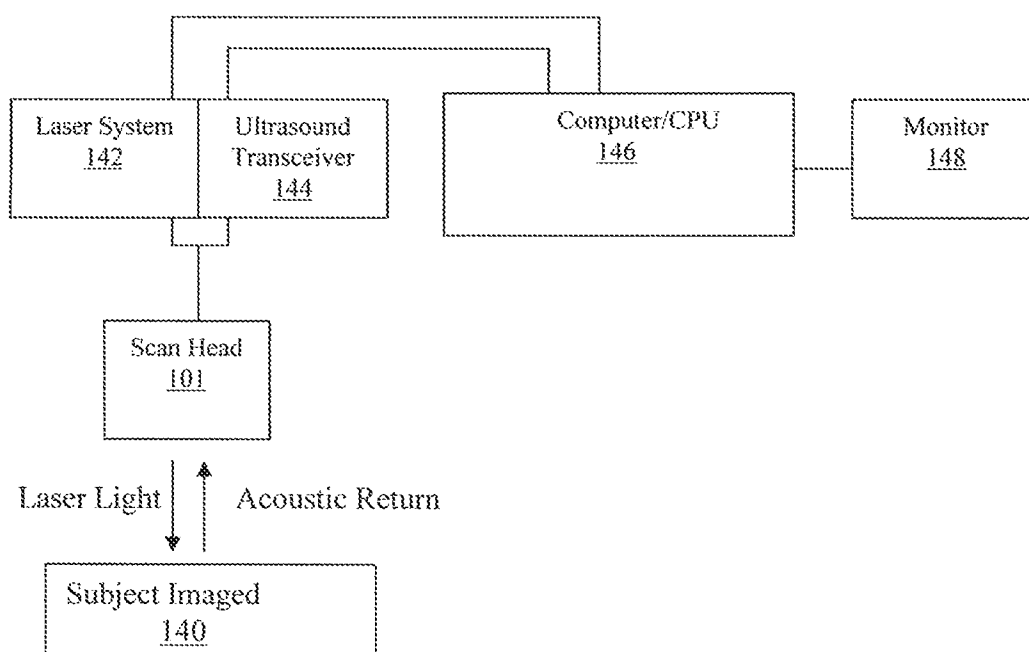 Laser System
142
Ultrasound
Transceiver
144
Computer/CPU
146
Monitor
148
Scan Head
101
Laser Light
Acoustic Return
Subject Imaged
140